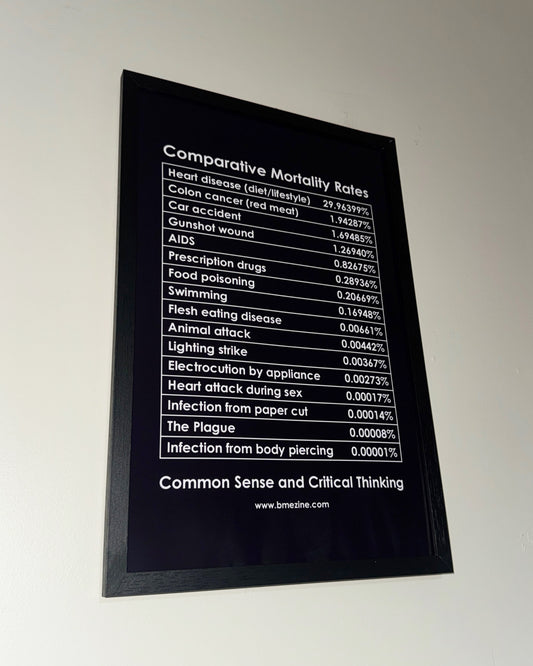 Comparative Mortality Rates
Heart disease (diet/lifestyle) 29.96399%
Colon cancer (red meat) 1.94287%
Car accident 1.69485%
Gunshot wound 1.26940%
AIDS 0.82675%
Prescription drugs 0.28936%
Food poisoning 0.20669%
Swimming 0.16948%
Flesh eating disease 0.00661%
Animal attack 0.00442%
Lighting strike 0.00367%
Electrocution by appliance 0.00273%
Heart attack during sex 0.00017%
Infection from paper cut 0.00014%
The Plague 0.00008%
Infection from body piercing 0.00001%
Common Sense and Critical Thinking
www.bmezine.com